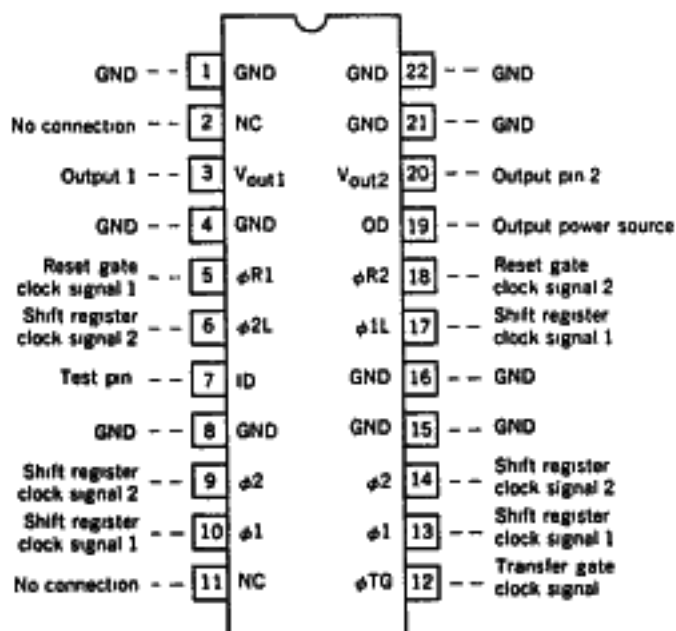 GND -- 1 GND GND 22 -- GND
No connection -- 2 NC GND 21 -- GND
Output 1 -- 3 Vout1 Vout2 20 -- Output pin 2
GND -- 4 GND OD 19 -- Output power source
Reset gate
clock signal 1 5 φR1 φR2 18 Reset gate
clock signal 2
Shift register
clock signal 2 6 φ2L φ1L 17 Shift register
clock signal 1
Test pin -- 7 ID GND 16 -- GND
GND -- 8 GND GND 15 -- GND
Shift register
clock signal 2 9 φ2 φ2 14 Shift register
clock signal 2
Shift register
clock signal 1 10 φ1 φ1 13 Shift register
clock signal 1
No connection -- 11 NC φTG 12 -- Transfer gate
clock signal